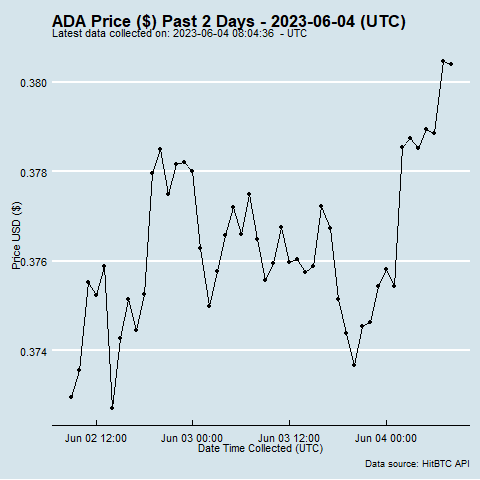 ADA Price ($) Past 2 Days - 2023-06-04 (UTC)
Latest data collected on: 2023-06-04 08:04:36  - UTC
0.380
0.378
0.376
0.374
Price USD ($)
Jun 02 12:00
Jun 03 00:00
Jun 03 12:00
Jun 04 00:00
Date Time Collected (UTC)
Data source: HitBTC API